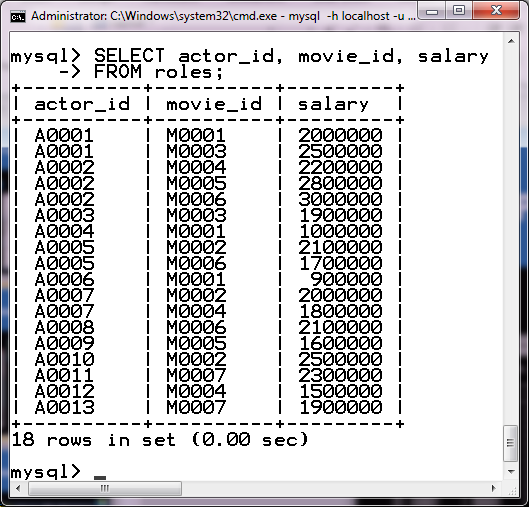 Administrator: C:\Windows\system32\cmd.exe - mysql -h localhost -u ...
mysql> SELECT actor_id, movie_id, salary
    -> FROM roles;
+----------+----------+---------+
| actor_id | movie_id | salary  |
+----------+----------+---------+
| A0001    | M0001    | 2000000 |
| A0001    | M0003    | 2500000 |
| A0002    | M0004    | 2200000 |
| A0002    | M0005    | 2800000 |
| A0002    | M0006    | 3000000 |
| A0003    | M0003    | 1900000 |
| A0004    | M0001    | 1000000 |
| A0005    | M0002    | 2100000 |
| A0005    | M0006    | 1700000 |
| A0006    | M0001    |  900000 |
| A0007    | M0002    | 2000000 |
| A0007    | M0004    | 1800000 |
| A0008    | M0006    | 2100000 |
| A0009    | M0005    | 1600000 |
| A0010    | M0002    | 2500000 |
| A0011    | M0007    | 2300000 |
| A0012    | M0004    | 1500000 |
| A0013    | M0007    | 1900000 |
+----------+----------+---------+
18 rows in set (0.00 sec)
mysql> _